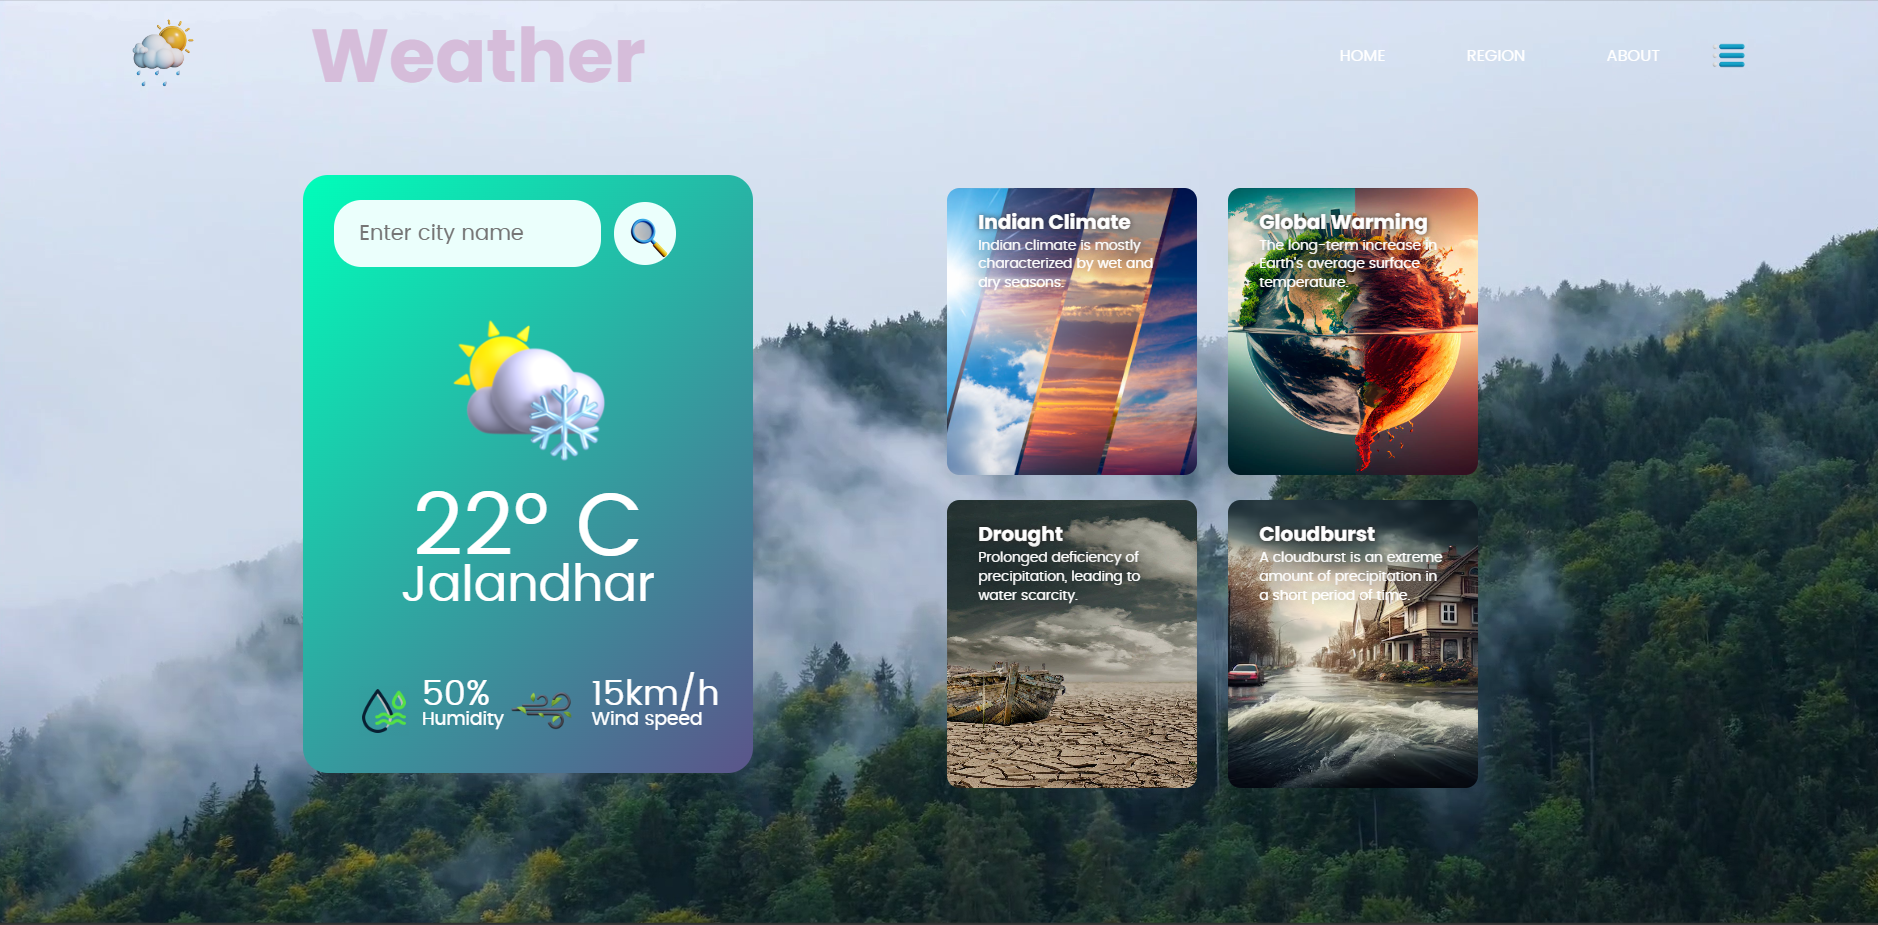 Weather
HOME
REGION
ABOUT
Enter city name
22° C
Jalandhar
50%
Humidity
15km/h
Wind speed
Indian Climate
Indian climate is mostly
characterized by wet and
dry seasons.
Global Warming
The long-term increase in
Earth's average surface
temperature.
Drought
Prolonged deficiency of
precipitation, leading to
water scarcity.
Cloudburst
A cloudburst is an extreme
amount of precipitation in
a short period of time.